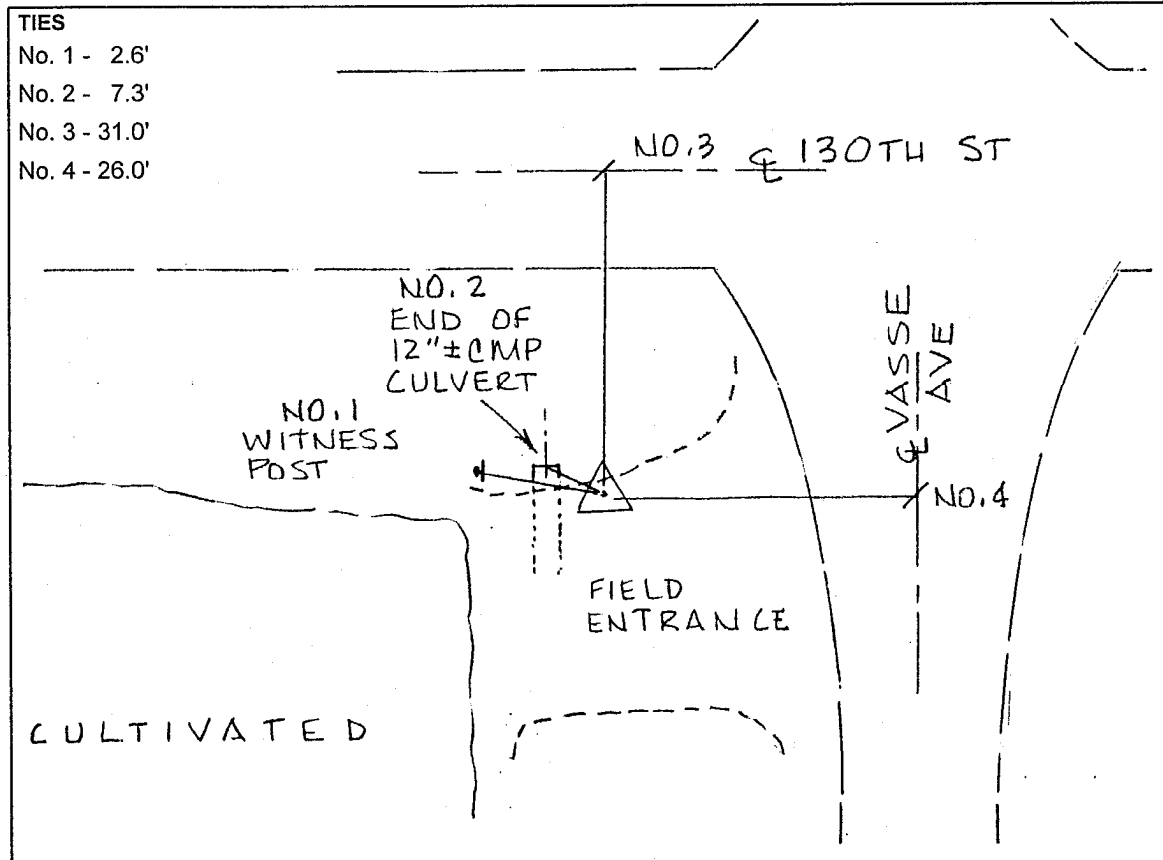 TIES
No. 1 - 2.6'
No. 2 - 7.3'
No. 3 - 31.0'
No. 4 - 26.0'
NO.3 ℄ 130TH ST
NO. 2
END OF
12"±CMP
CULVERT
NO. 1
WITNESS
POST
℄ VASSE
AVE
NO.4
FIELD
ENTRANCE
CULTIVATED